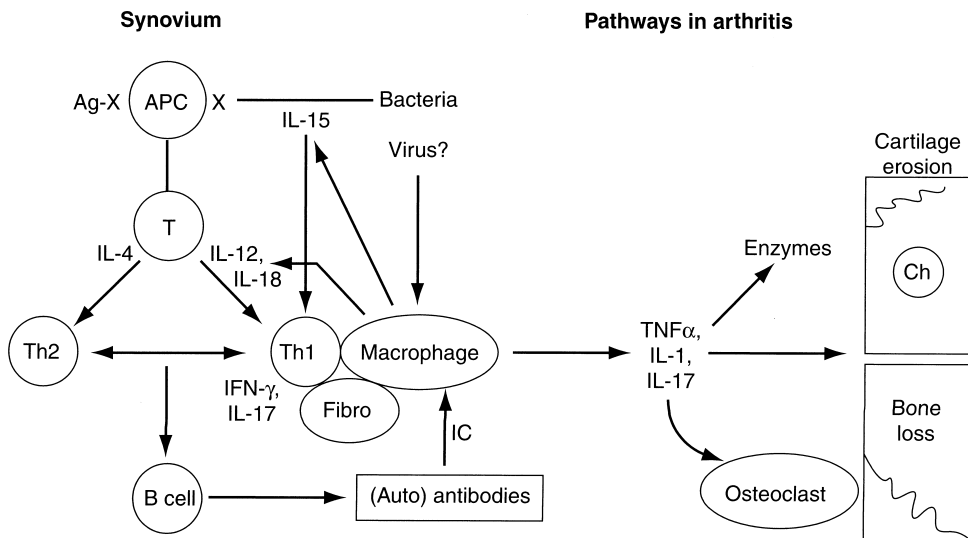 Synovium
Pathways in arthritis
Ag-X
APC
X
Bacteria
IL-15
Virus?
T
IL-4
IL-12,
IL-18
Th2
Th1
Macrophage
IFN-γ,
IL-17
Fibro
IC
B cell
(Auto) antibodies
Enzymes
TNFα,
IL-1,
IL-17
Osteoclast
Cartilage
erosion
Ch
Bone
loss